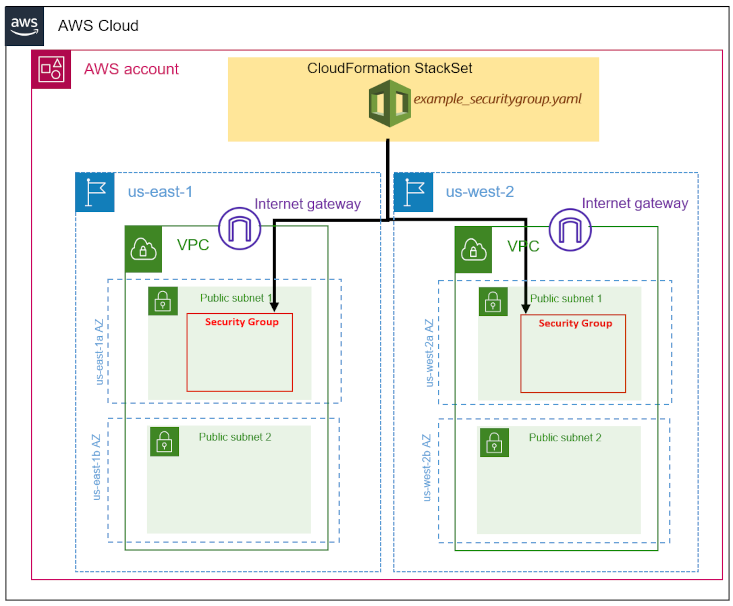 aws
AWS Cloud
AWS account
CloudFormation StackSet
example_securitygroup.yaml
us-east-1
Internet gateway
VPC
us-east-1a AZ
Public subnet 1
Security Group
us-east-1b AZ
Public subnet 2
us-west-2
Internet gateway
VPC
us-west-2a AZ
Public subnet 1
Security Group
us-west-2b AZ
Public subnet 2